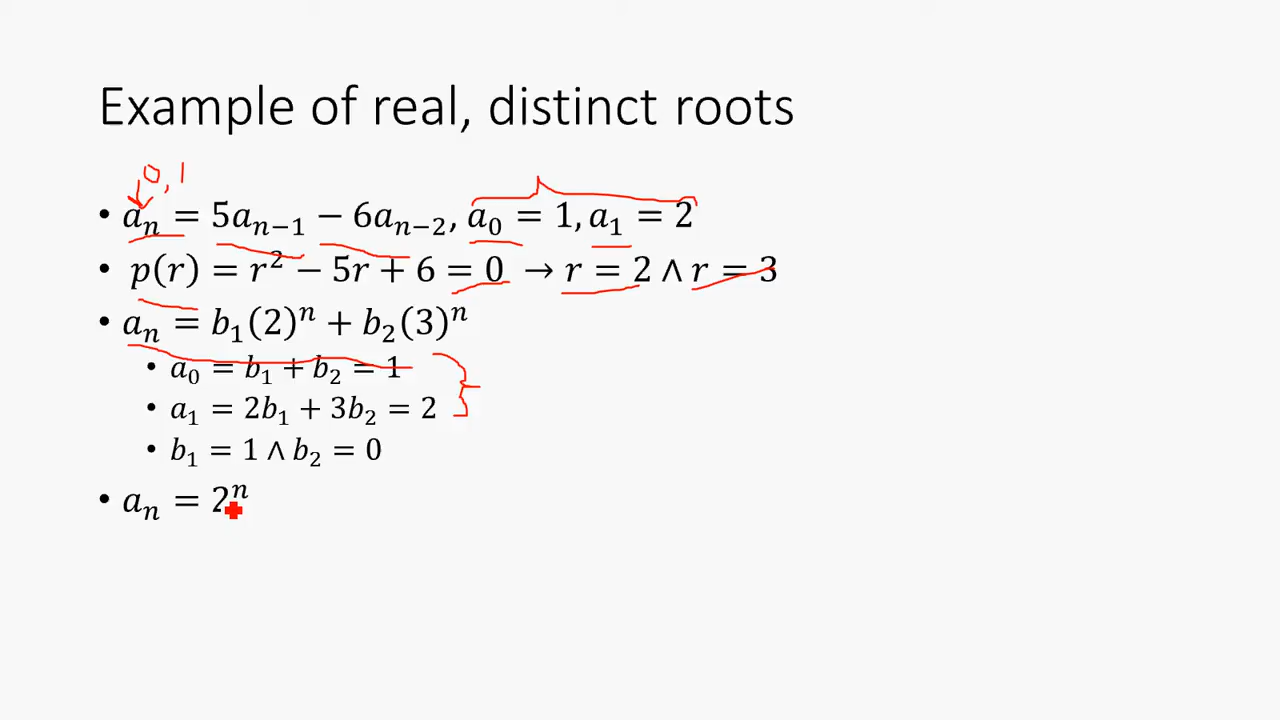 Example of real, distinct roots
0, 1
• aₙ = 5aₙ₋₁ − 6aₙ₋₂, a₀ = 1, a₁ = 2
• p(r) = r² − 5r + 6 = 0 → r = 2 ∧ r = 3
• aₙ = b₁(2)ⁿ + b₂(3)ⁿ
• a₀ = b₁ + b₂ = 1
• a₁ = 2b₁ + 3b₂ = 2
• b₁ = 1 ∧ b₂ = 0
• aₙ = 2ⁿ